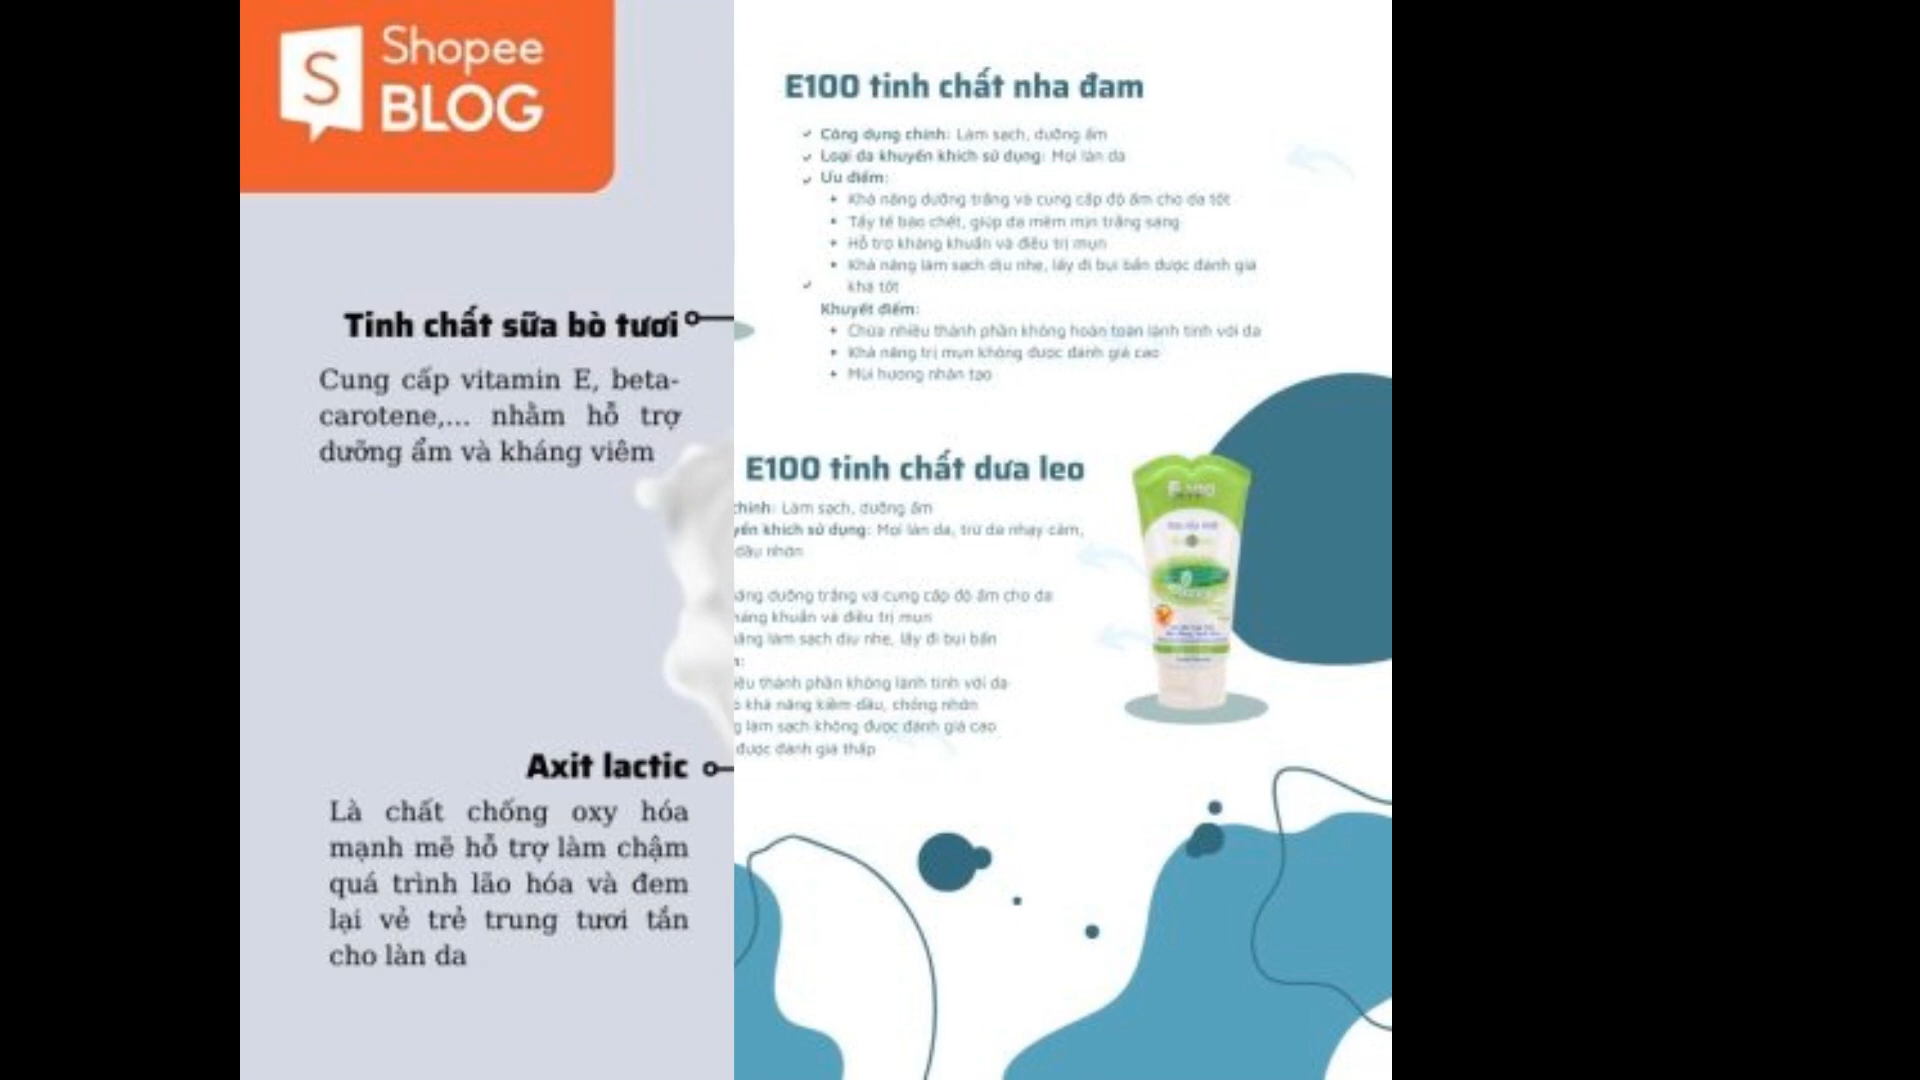 Shopee
BLOG
Tinh chất sữa bò tươi
Cung cấp vitamin E, beta-
carotene,... nhằm hỗ trợ
dưỡng ẩm và kháng viêm
Axit lactic
Là chất chống oxy hóa
mạnh mẽ hỗ trợ làm chậm
quá trình lão hóa và đem
lại vẻ trẻ trung tươi tắn
cho làn da
E100 tinh chất nha đam
Công dụng chính: Làm sạch, dưỡng ẩm
Loại da khuyến khích sử dụng: Mọi làn da
Ưu điểm:
Khả năng dưỡng trắng và cung cấp độ ẩm cho da tốt
Tẩy tế bào chết, giúp da mềm mịn trắng sáng
Hỗ trợ kháng khuẩn và điều trị mụn
Khả năng làm sạch dịu nhẹ, lấy đi bụi bẩn được đánh giá
khá tốt
Khuyết điểm:
Chứa nhiều thành phần không hoàn toàn lành tính với da
Khả năng trị mụn không được đánh giá cao
Mùi hương nhân tạo
E100 tinh chất dưa leo
chính: Làm sạch, dưỡng ẩm
khích sử dụng: Mọi làn da, trừ da nhạy cảm,
dầu nhờn
dưỡng trắng và cung cấp độ ẩm cho da
kháng khuẩn và điều trị mụn
làm sạch dịu nhẹ, lấy đi bụi bẩn
thành phần không lành tính với da
khả năng kiềm dầu, chống nhờn
làm sạch không được đánh giá cao
được đánh giá thấp